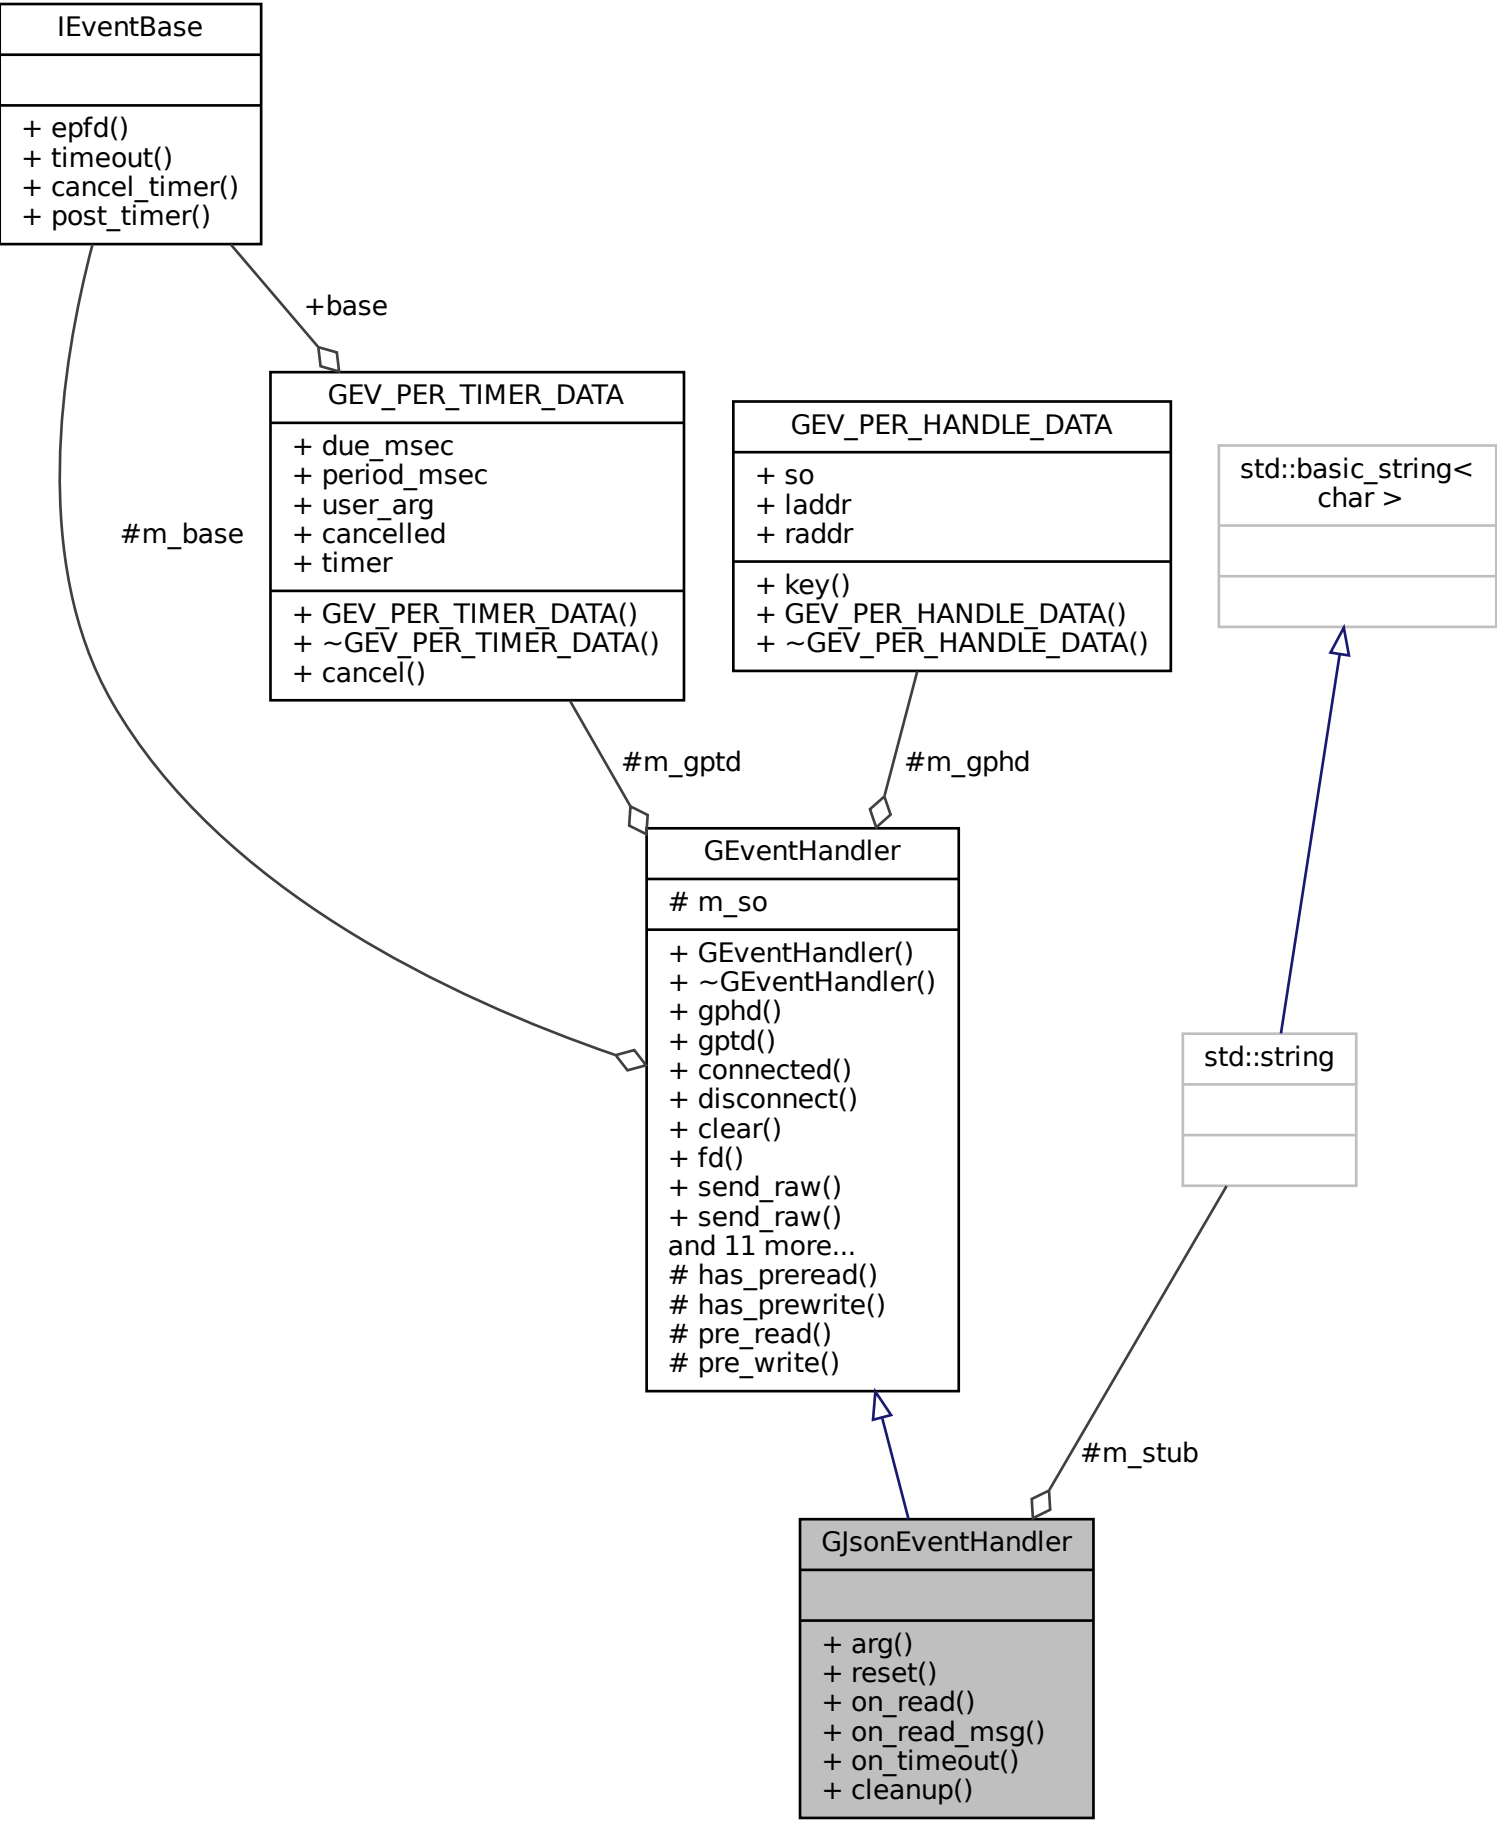 IEventBase
+ epfd()
+ timeout()
+ cancel_timer()
+ post_timer()
+base
#m_base
GEV_PER_TIMER_DATA
+ due_msec
+ period_msec
+ user_arg
+ cancelled
+ timer
+ GEV_PER_TIMER_DATA()
+ ~GEV_PER_TIMER_DATA()
+ cancel()
GEV_PER_HANDLE_DATA
+ so
+ laddr
+ raddr
+ key()
+ GEV_PER_HANDLE_DATA()
+ ~GEV_PER_HANDLE_DATA()
std::basic_string<
char >
#m_gptd
#m_gphd
GEventHandler
# m_so
+ GEventHandler()
+ ~GEventHandler()
+ gphd()
+ gptd()
+ connected()
+ disconnect()
+ clear()
+ fd()
+ send_raw()
+ send_raw()
and 11 more...
# has_preread()
# has_prewrite()
# pre_read()
# pre_write()
std::string
#m_stub
GJsonEventHandler
+ arg()
+ reset()
+ on_read()
+ on_read_msg()
+ on_timeout()
+ cleanup()